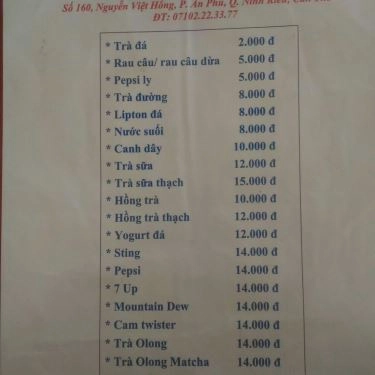 Số 160, Nguyễn Việt Hồng, P. An Phú, Q. Ninh Kiều, Cần Thơ
ĐT: 07102.22.33.77
* Trà đá 2.000 đ
* Rau câu/ rau câu dừa 5.000 đ
* Pepsi ly 5.000 đ
* Trà đường 8.000 đ
* Lipton đá 8.000 đ
* Nước suối 8.000 đ
* Canh dây 10.000 đ
* Trà sữa 12.000 đ
* Trà sữa thạch 15.000 đ
* Hồng trà 10.000 đ
* Hồng trà thạch 12.000 đ
* Yogurt đá 12.000 đ
* Sting 14.000 đ
* Pepsi 14.000 đ
* 7 Up 14.000 đ
* Mountain Dew 14.000 đ
* Cam twister 14.000 đ
* Trà Olong 14.000 đ
* Trà Olong Matcha 14.000 đ